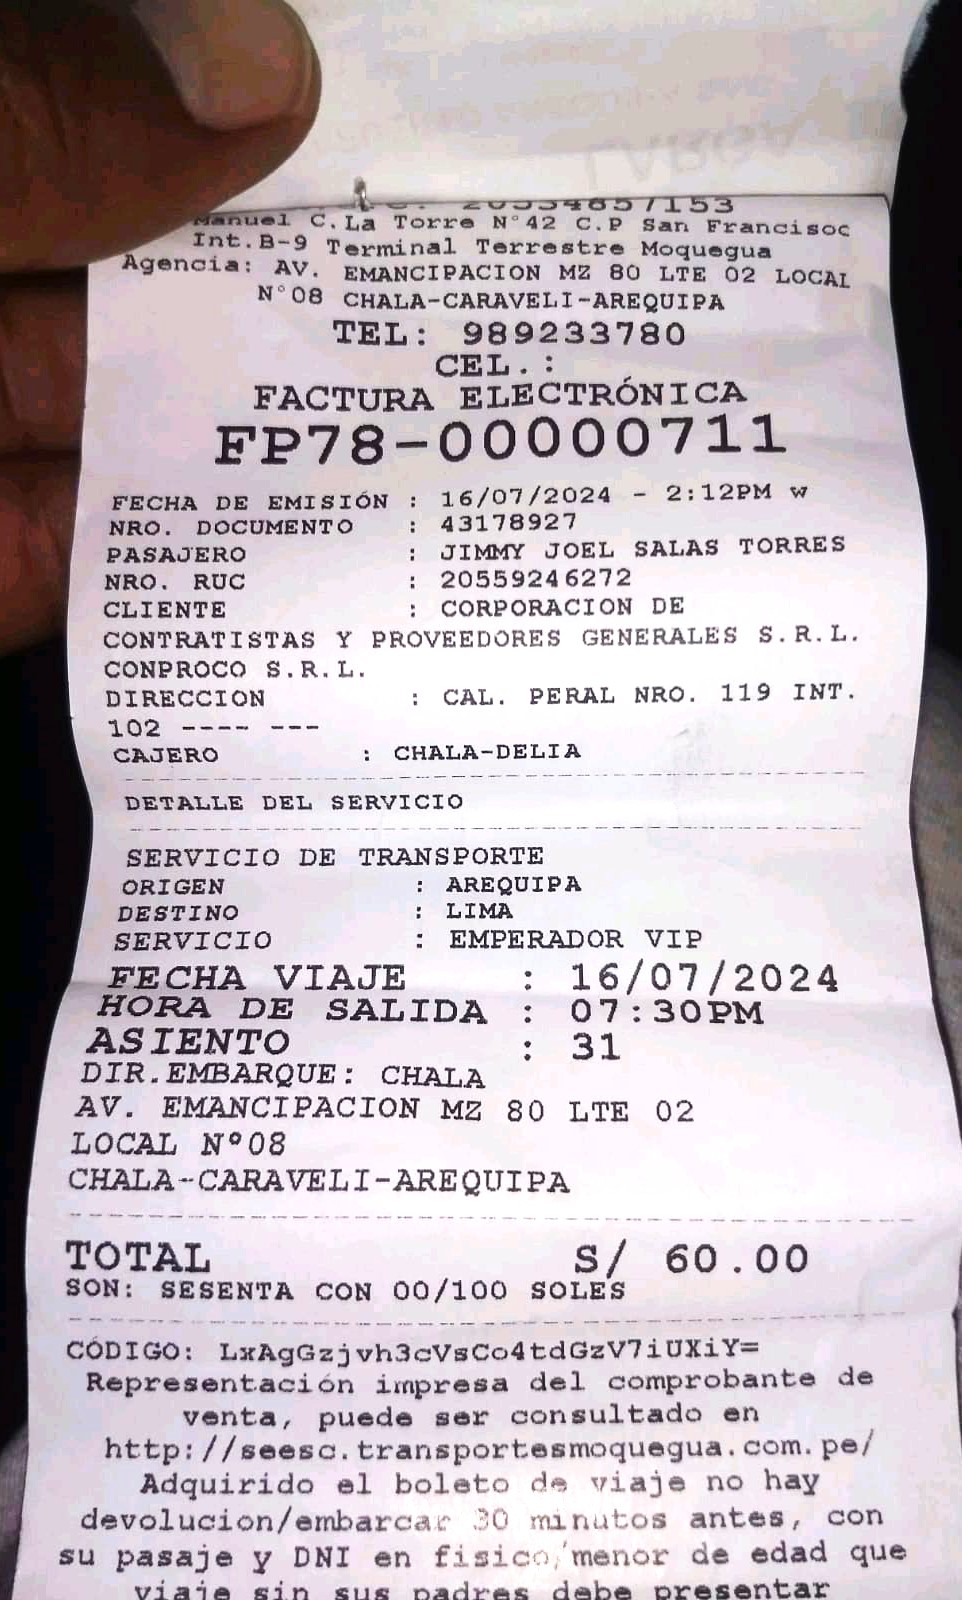 20534857153
Manuel C.La Torre N°42 C.P San Francisoc
Int.B-9 Terminal Terrestre Moquegua
Agencia: AV. EMANCIPACION MZ 80 LTE 02 LOCAL
N°08 CHALA-CARAVELI-AREQUIPA
TEL: 989233780
CEL.:
FACTURA ELECTRÓNICA
FP78-00000711
FECHA DE EMISIÓN : 16/07/2024 - 2:12PM w
NRO. DOCUMENTO : 43178927
PASAJERO : JIMMY JOEL SALAS TORRES
NRO. RUC : 20559246272
CLIENTE : CORPORACION DE
CONTRATISTAS Y PROVEEDORES GENERALES S.R.L.
CONPROCO S.R.L.
DIRECCION : CAL. PERAL NRO. 119 INT.
102 ---- ---
CAJERO : CHALA-DELIA
DETALLE DEL SERVICIO
SERVICIO DE TRANSPORTE
ORIGEN : AREQUIPA
DESTINO : LIMA
SERVICIO : EMPERADOR VIP
FECHA VIAJE : 16/07/2024
HORA DE SALIDA : 07:30PM
ASIENTO : 31
DIR.EMBARQUE: CHALA
AV. EMANCIPACION MZ 80 LTE 02
LOCAL N°08
CHALA-CARAVELI-AREQUIPA
TOTAL S/ 60.00
SON: SESENTA CON 00/100 SOLES
CÓDIGO: LxAgGzjvh3cVsCo4tdGzV7iUXiY=
Representación impresa del comprobante de
venta, puede ser consultado en
http://seesc.transportesmoquegua.com.pe/
Adquirido el boleto de viaje no hay
devolucion/embarcar 30 minutos antes, con
su pasaje y DNI en fisico,menor de edad que
viaje sin sus padres debe presentar